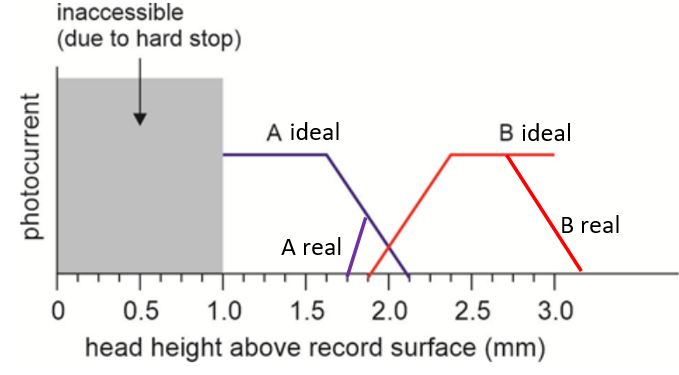 inaccessible
(due to hard stop)
A ideal
B ideal
photocurrent
A real
B real
0 0.5 1.0 1.5 2.0 2.5 3.0
head height above record surface (mm)